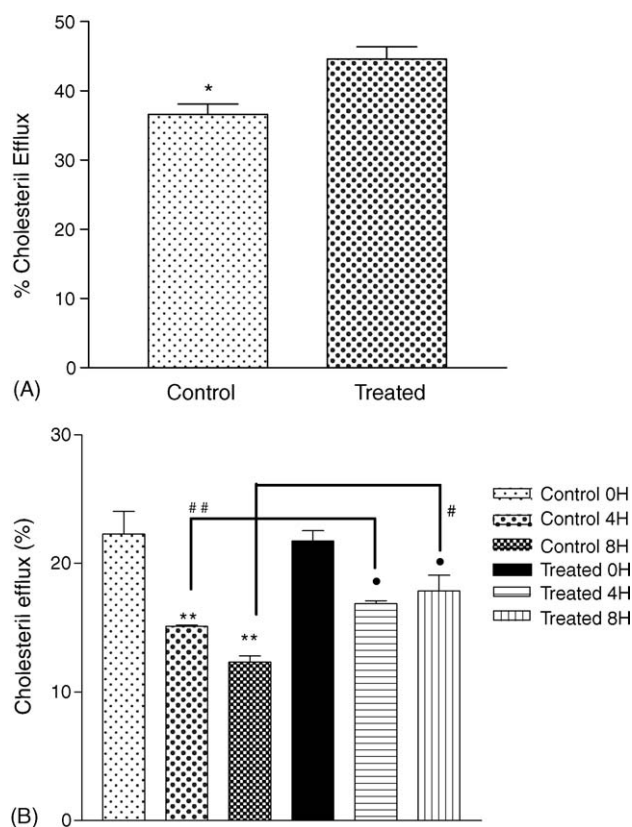 50
40
30
20
10
0
% Cholesteril Efflux
*
Control
Treated
(A)
30
20
10
0
Cholesteril efflux (%)
##
#
**
**
•
•
Control 0H
Control 4H
Control 8H
Treated 0H
Treated 4H
Treated 8H
(B)